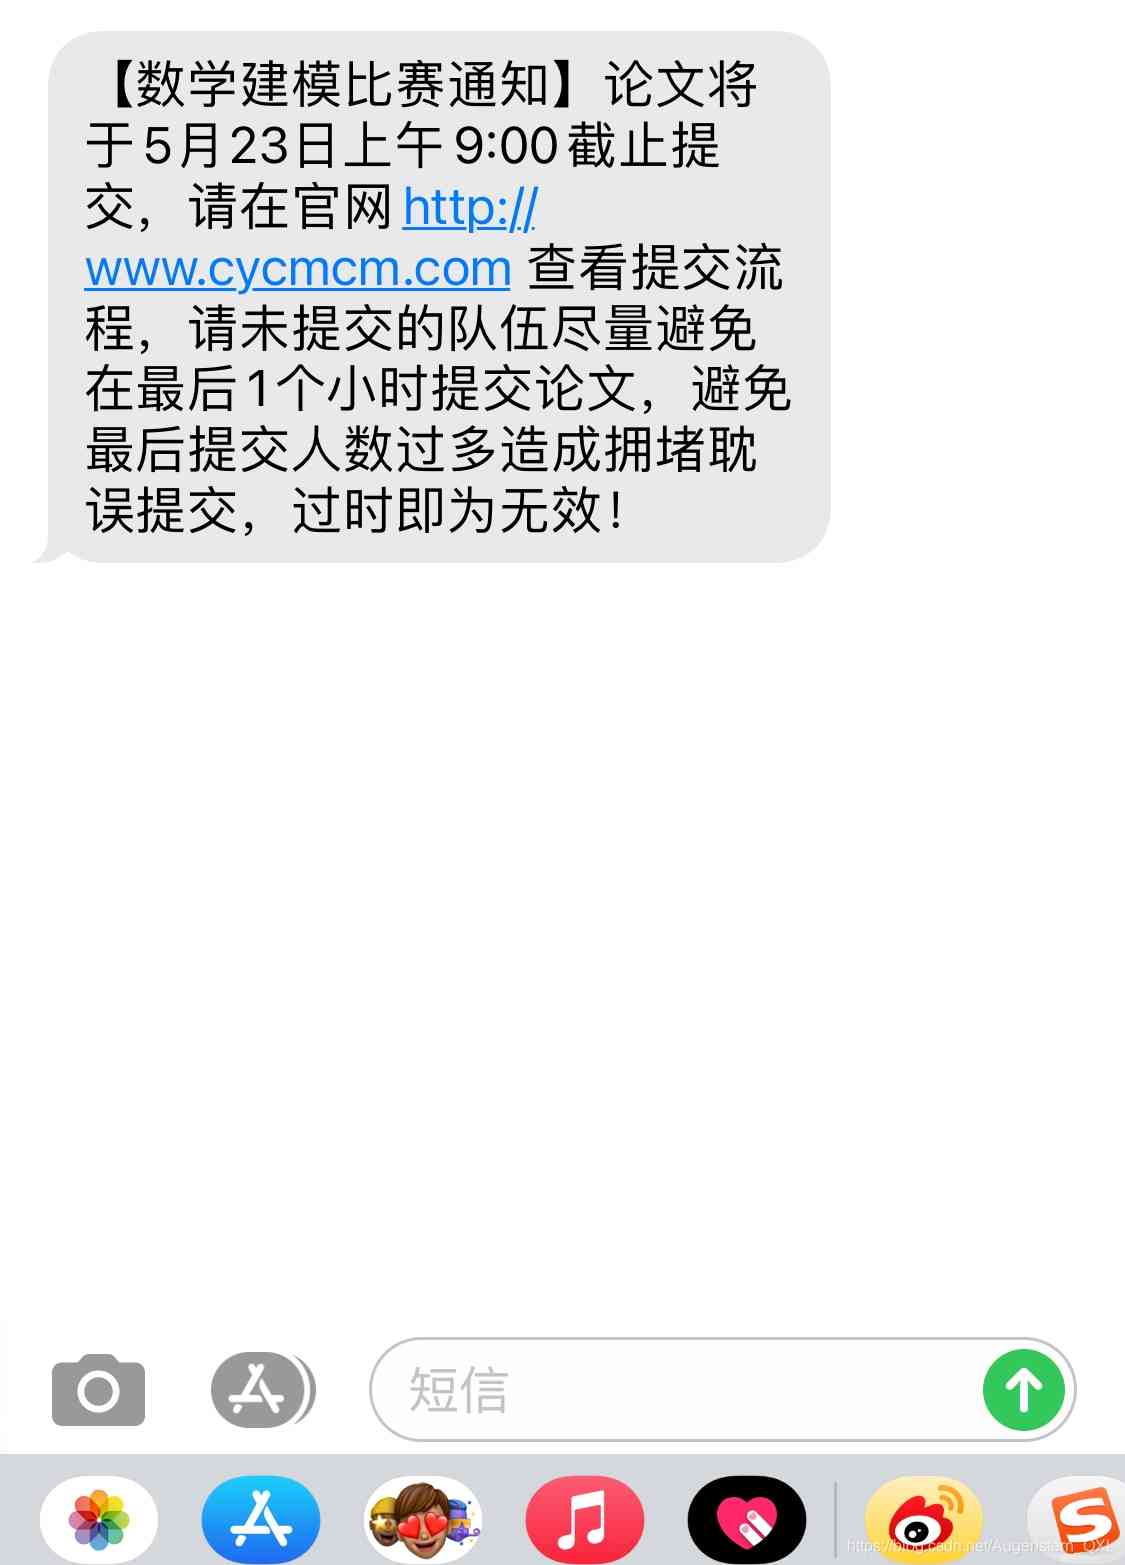 【数学建模比赛通知】论文将
于5月23日上午9:00截止提
交，请在官网http://
www.cycmcm.com 查看提交流
程，请未提交的队伍尽量避免
在最后1个小时提交论文，避免
最后提交人数过多造成拥堵耽
误提交，过时即为无效！
短信
https://blog.csdn.net/Augenstern_QXL